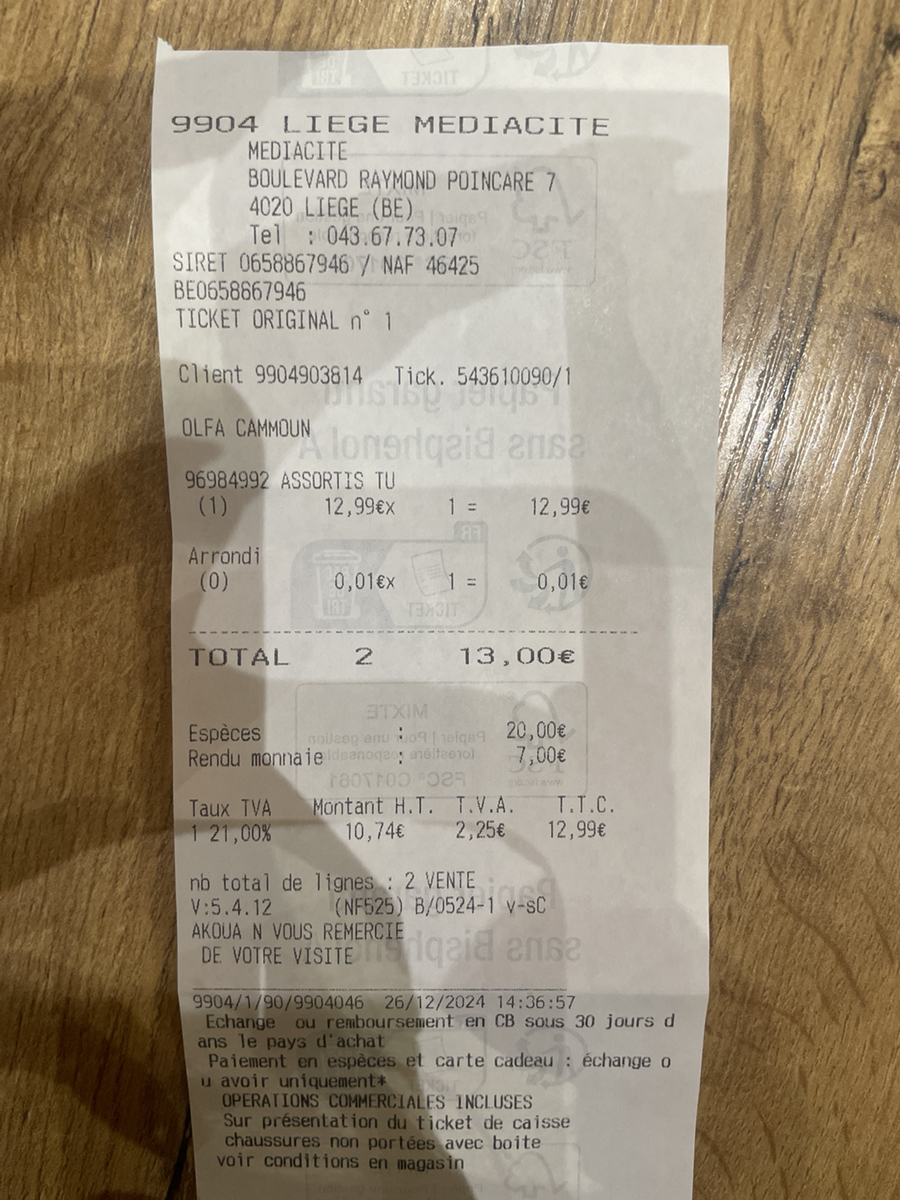 9904 LIEGE MEDIACITE
MEDIACITE
BOULEVARD RAYMOND POINCARE 7
4020 LIEGE (BE)
Tel : 043.67.73.07
SIRET 0658867946 / NAF 46425
BE0658667946
TICKET ORIGINAL n° 1
Client 9904903814 Tick. 543610090/1
OLFA CAMMOUN
96984992 ASSORTIS TU
(1) 12,99€x 1 = 12,99€
Arrondi
(0) 0,01€x 1 = 0,01€
TOTAL 2 13,00€
Espèces : 20,00€
Rendu monnaie : 7,00€
Taux TVA Montant H.T. T.V.A. T.T.C.
1 21,00% 10,74€ 2,25€ 12,99€
nb total de lignes : 2 VENTE
V:5.4.12 (NF525) B/0524-1 v-sC
AKOUA N VOUS REMERCIE
DE VOTRE VISITE
9904/1/90/9904046 26/12/2024 14:36:57
Echange ou remboursement en CB sous 30 jours d
ans le pays d'achat
Paiement en espèces et carte cadeau : échange o
u avoir uniquement*
OPERATIONS COMMERCIALES INCLUSES
Sur présentation du ticket de caisse
chaussures non portées avec boite
voir conditions en magasin